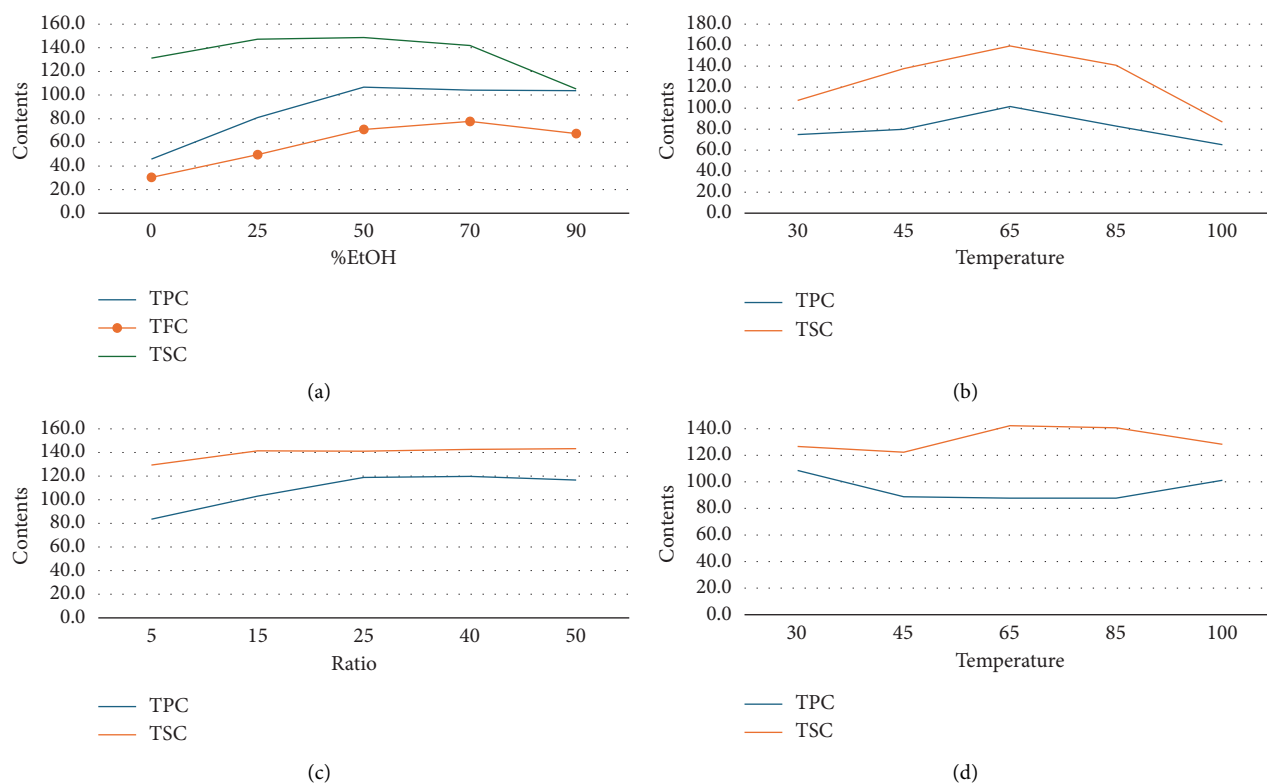 160.0
140.0
120.0
100.0
80.0
60.0
40.0
20.0
0.0
Contents
0 25 50 70 90
%EtOH
TPC
TFC
TSC
(a)
180.0
160.0
140.0
120.0
100.0
80.0
60.0
40.0
20.0
0.0
Contents
30 45 65 85 100
Temperature
TPC
TSC
(b)
160.0
140.0
120.0
100.0
80.0
60.0
40.0
20.0
0.0
Contents
5 15 25 40 50
Ratio
TPC
TSC
(c)
140.0
120.0
100.0
80.0
60.0
40.0
20.0
0.0
Contents
30 45 65 85 100
Temperature
TPC
TSC
(d)